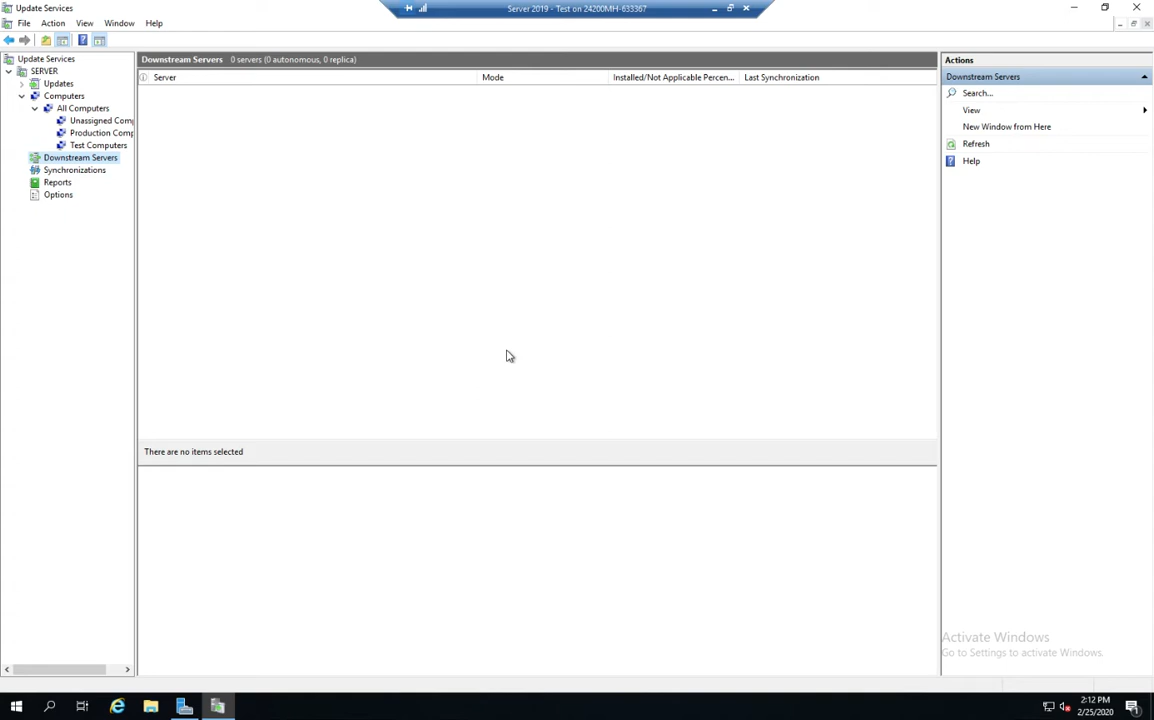 Update Services
Server 2019 - Test on 24200MH-633367
File Action View Window Help
Update Services
SERVER
Updates
Computers
All Computers
Unassigned Comp
Production Comp
Test Computers
Downstream Servers
Synchronizations
Reports
Options
Downstream Servers 0 servers (0 autonomous, 0 replica)
Server Mode Installed/Not Applicable Percen... Last Synchronization
There are no items selected
Actions
Downstream Servers
Search...
View
New Window from Here
Refresh
Help
Activate Windows
Go to Settings to activate Windows.
2:12 PM
2/25/2020